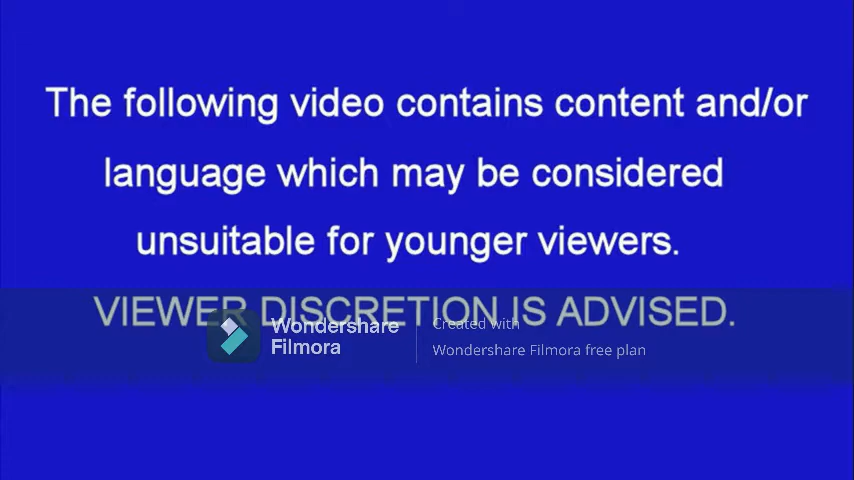 The following video contains content and/or
language which may be considered
unsuitable for younger viewers.
VIEWER DISCRETION IS ADVISED.
Wondershare
Filmora
Created with
Wondershare Filmora free plan